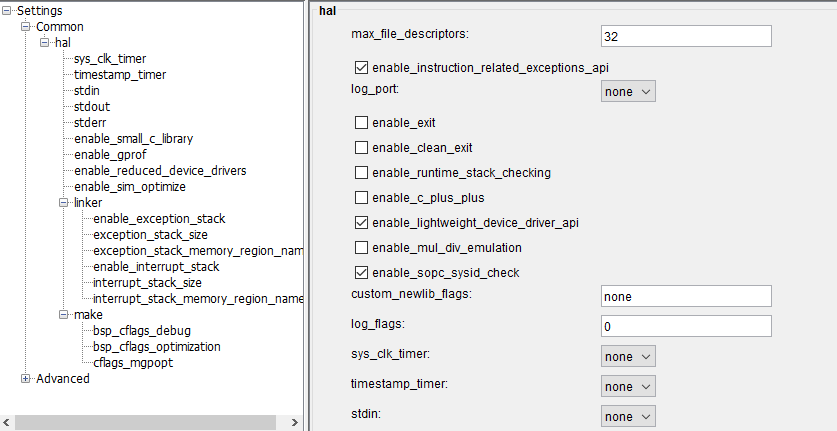 Settings
Common
hal
sys_clk_timer
timestamp_timer
stdin
stdout
stderr
enable_small_c_library
enable_gprof
enable_reduced_device_drivers
enable_sim_optimize
linker
enable_exception_stack
exception_stack_size
exception_stack_memory_region_nam
enable_interrupt_stack
interrupt_stack_size
interrupt_stack_memory_region_name
make
bsp_cflags_debug
bsp_cflags_optimization
cflags_mgpopt
Advanced
hal
max_file_descriptors: 32
enable_instruction_related_exceptions_api
log_port: none
enable_exit
enable_clean_exit
enable_runtime_stack_checking
enable_c_plus_plus
enable_lightweight_device_driver_api
enable_mul_div_emulation
enable_sopc_sysid_check
custom_newlib_flags: none
log_flags: 0
sys_clk_timer: none
timestamp_timer: none
stdin: none